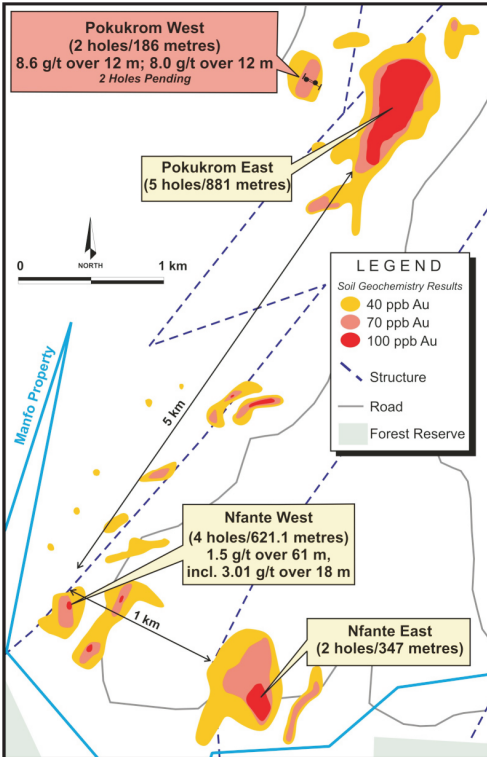 Pokukrom West
(2 holes/186 metres)
8.6 g/t over 12 m; 8.0 g/t over 12 m
2 Holes Pending
Pokukrom East
(5 holes/881 metres)
NORTH
0 1 km
LEGEND
Soil Geochemistry Results
40 ppb Au
70 ppb Au
100 ppb Au
Structure
Road
Forest Reserve
Manfo Property
5 km
Nfante West
(4 holes/621.1 metres)
1.5 g/t over 61 m,
incl. 3.01 g/t over 18 m
1 km
Nfante East
(2 holes/347 metres)